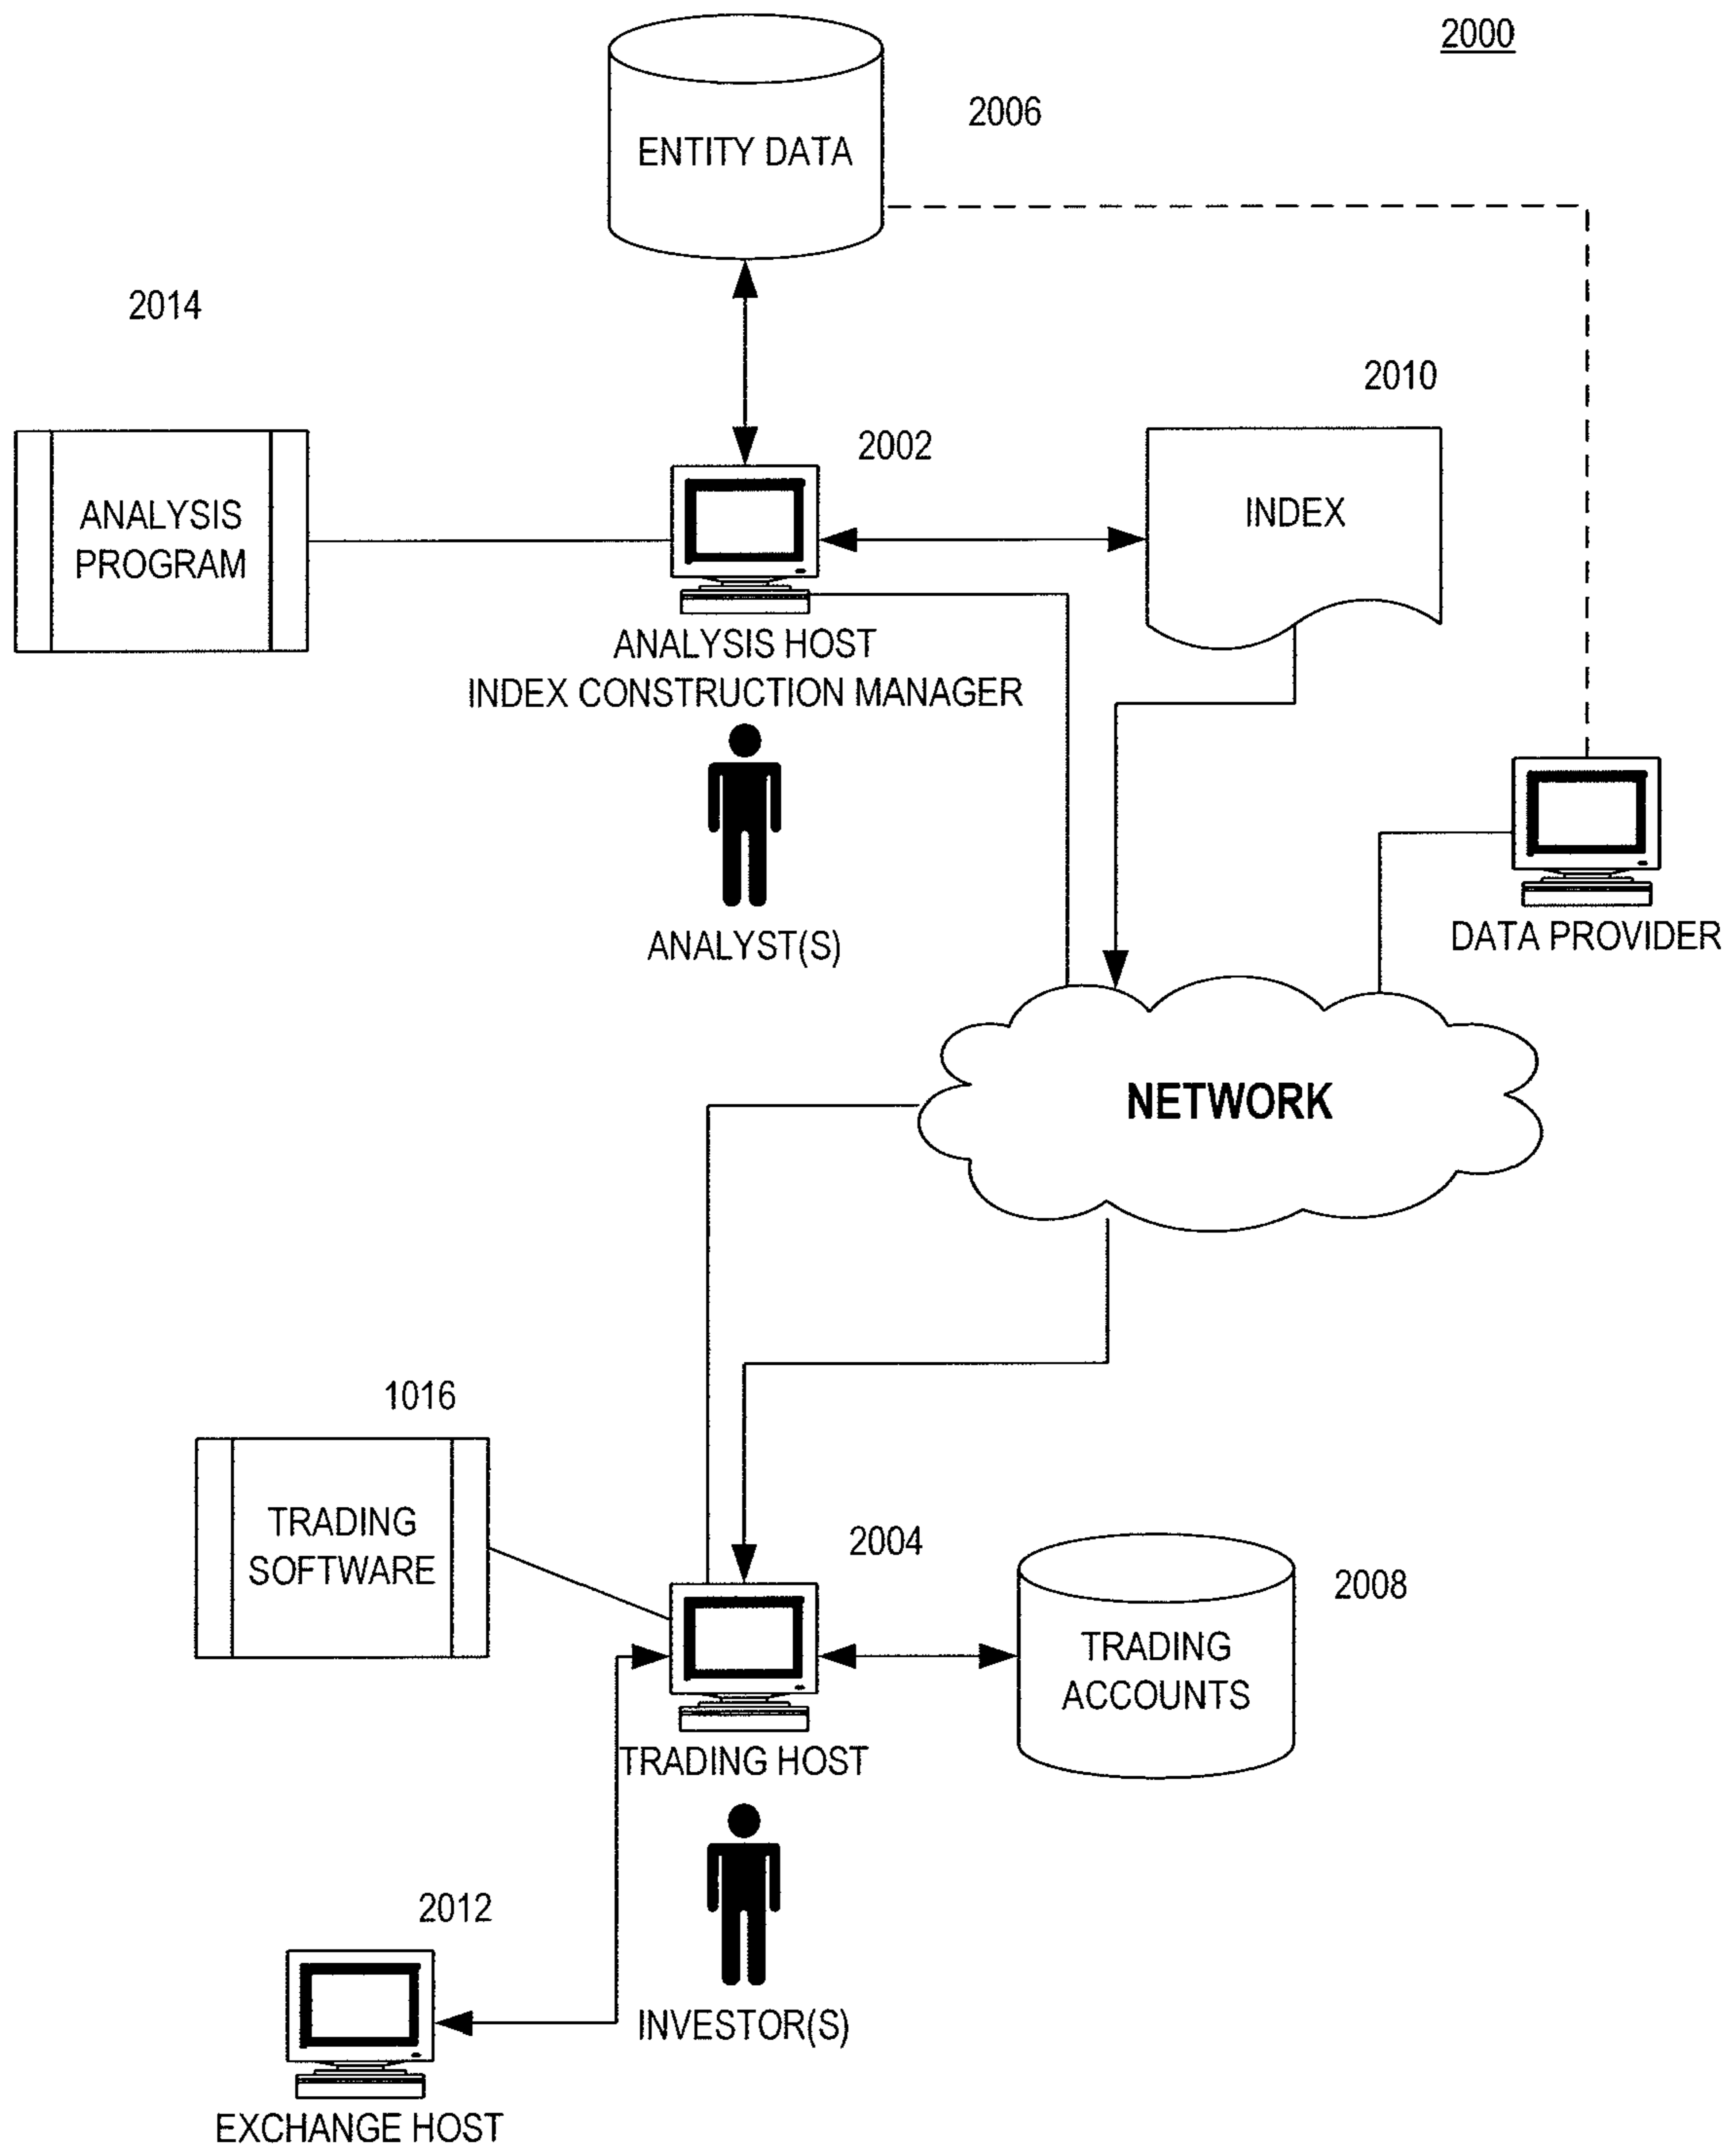 2000
2006
ENTITY DATA
2014
2010
2002
ANALYSIS
PROGRAM
INDEX
ANALYSIS HOST
INDEX CONSTRUCTION MANAGER
ANALYST(S)
DATA PROVIDER
NETWORK
1016
TRADING
SOFTWARE
2004
2008
TRADING
ACCOUNTS
TRADING HOST
2012
INVESTOR(S)
EXCHANGE HOST